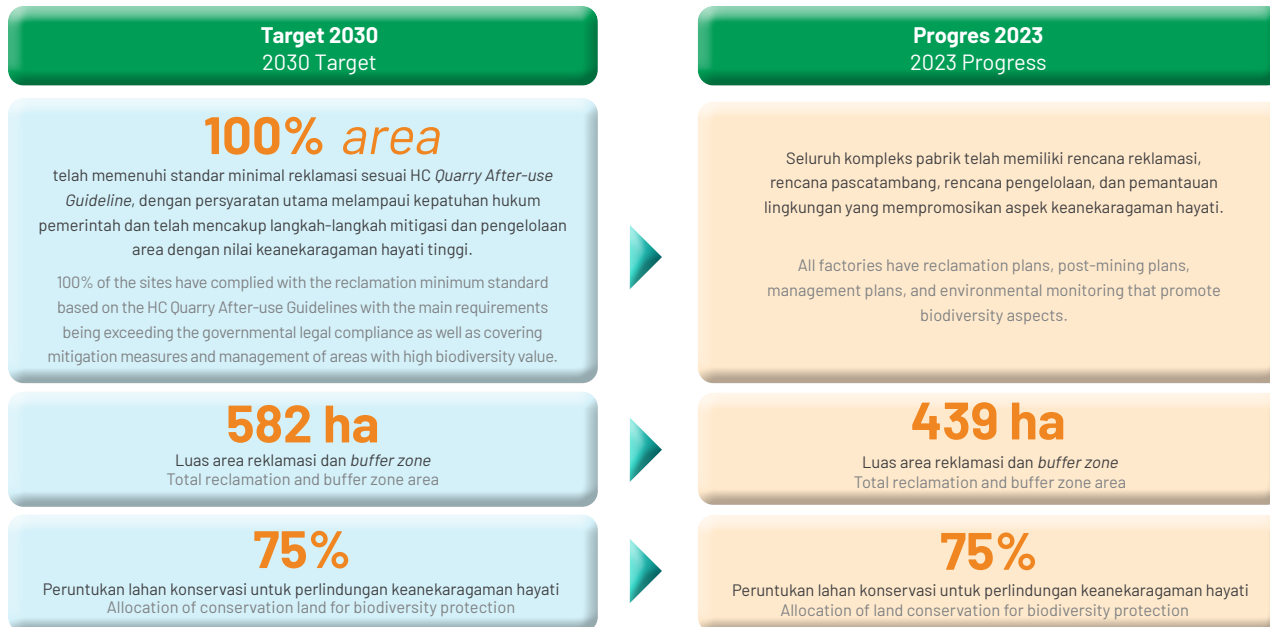 Target 2030
2030 Target
Progres 2023
2023 Progress
100% area
telah memenuhi standar minimal reklamasi sesuai HC Quarry After-use
Guideline, dengan persyaratan utama melampaui kepatuhan hukum
pemerintah dan telah mencakup langkah-langkah mitigasi dan pengelolaan
area dengan nilai keanekaragaman hayati tinggi.
100% of the sites have complied with the reclamation minimum standard
based on the HC Quarry After-use Guidelines with the main requirements
being exceeding the governmental legal compliance as well as covering
mitigation measures and management of areas with high biodiversity value.
Seluruh kompleks pabrik telah memiliki rencana reklamasi,
rencana pascatambang, rencana pengelolaan, dan pemantauan
lingkungan yang mempromosikan aspek keanekaragaman hayati.
All factories have reclamation plans, post-mining plans,
management plans, and environmental monitoring that promote
biodiversity aspects.
582 ha
Luas area reklamasi dan buffer zone
Total reclamation and buffer zone area
439 ha
Luas area reklamasi dan buffer zone
Total reclamation and buffer zone area
75%
Peruntukan lahan konservasi untuk perlindungan keanekaragaman hayati
Allocation of conservation land for biodiversity protection
75%
Peruntukan lahan konservasi untuk perlindungan keanekaragaman hayati
Allocation of land conservation for biodiversity protection